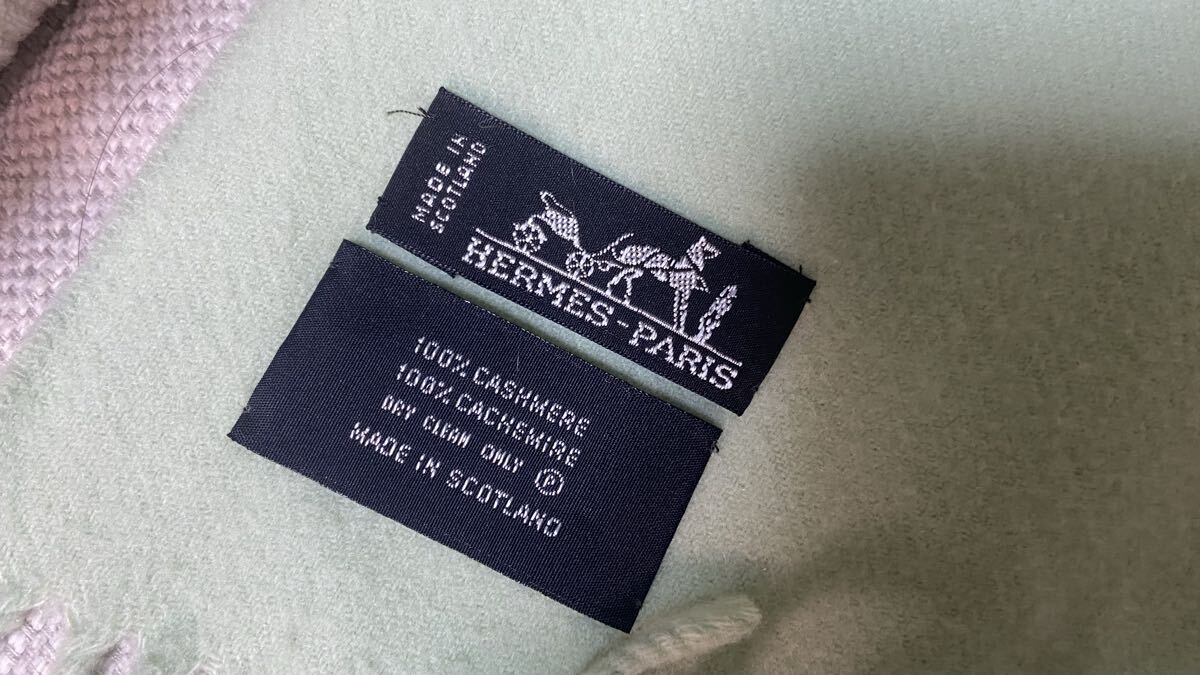 MADE IN
SCOTLAND
HERMES-PARIS
100% CASHMERE
100% CACHEMIRE
DRY CLEAN ONLY Ⓟ
MADE IN SCOTLAND